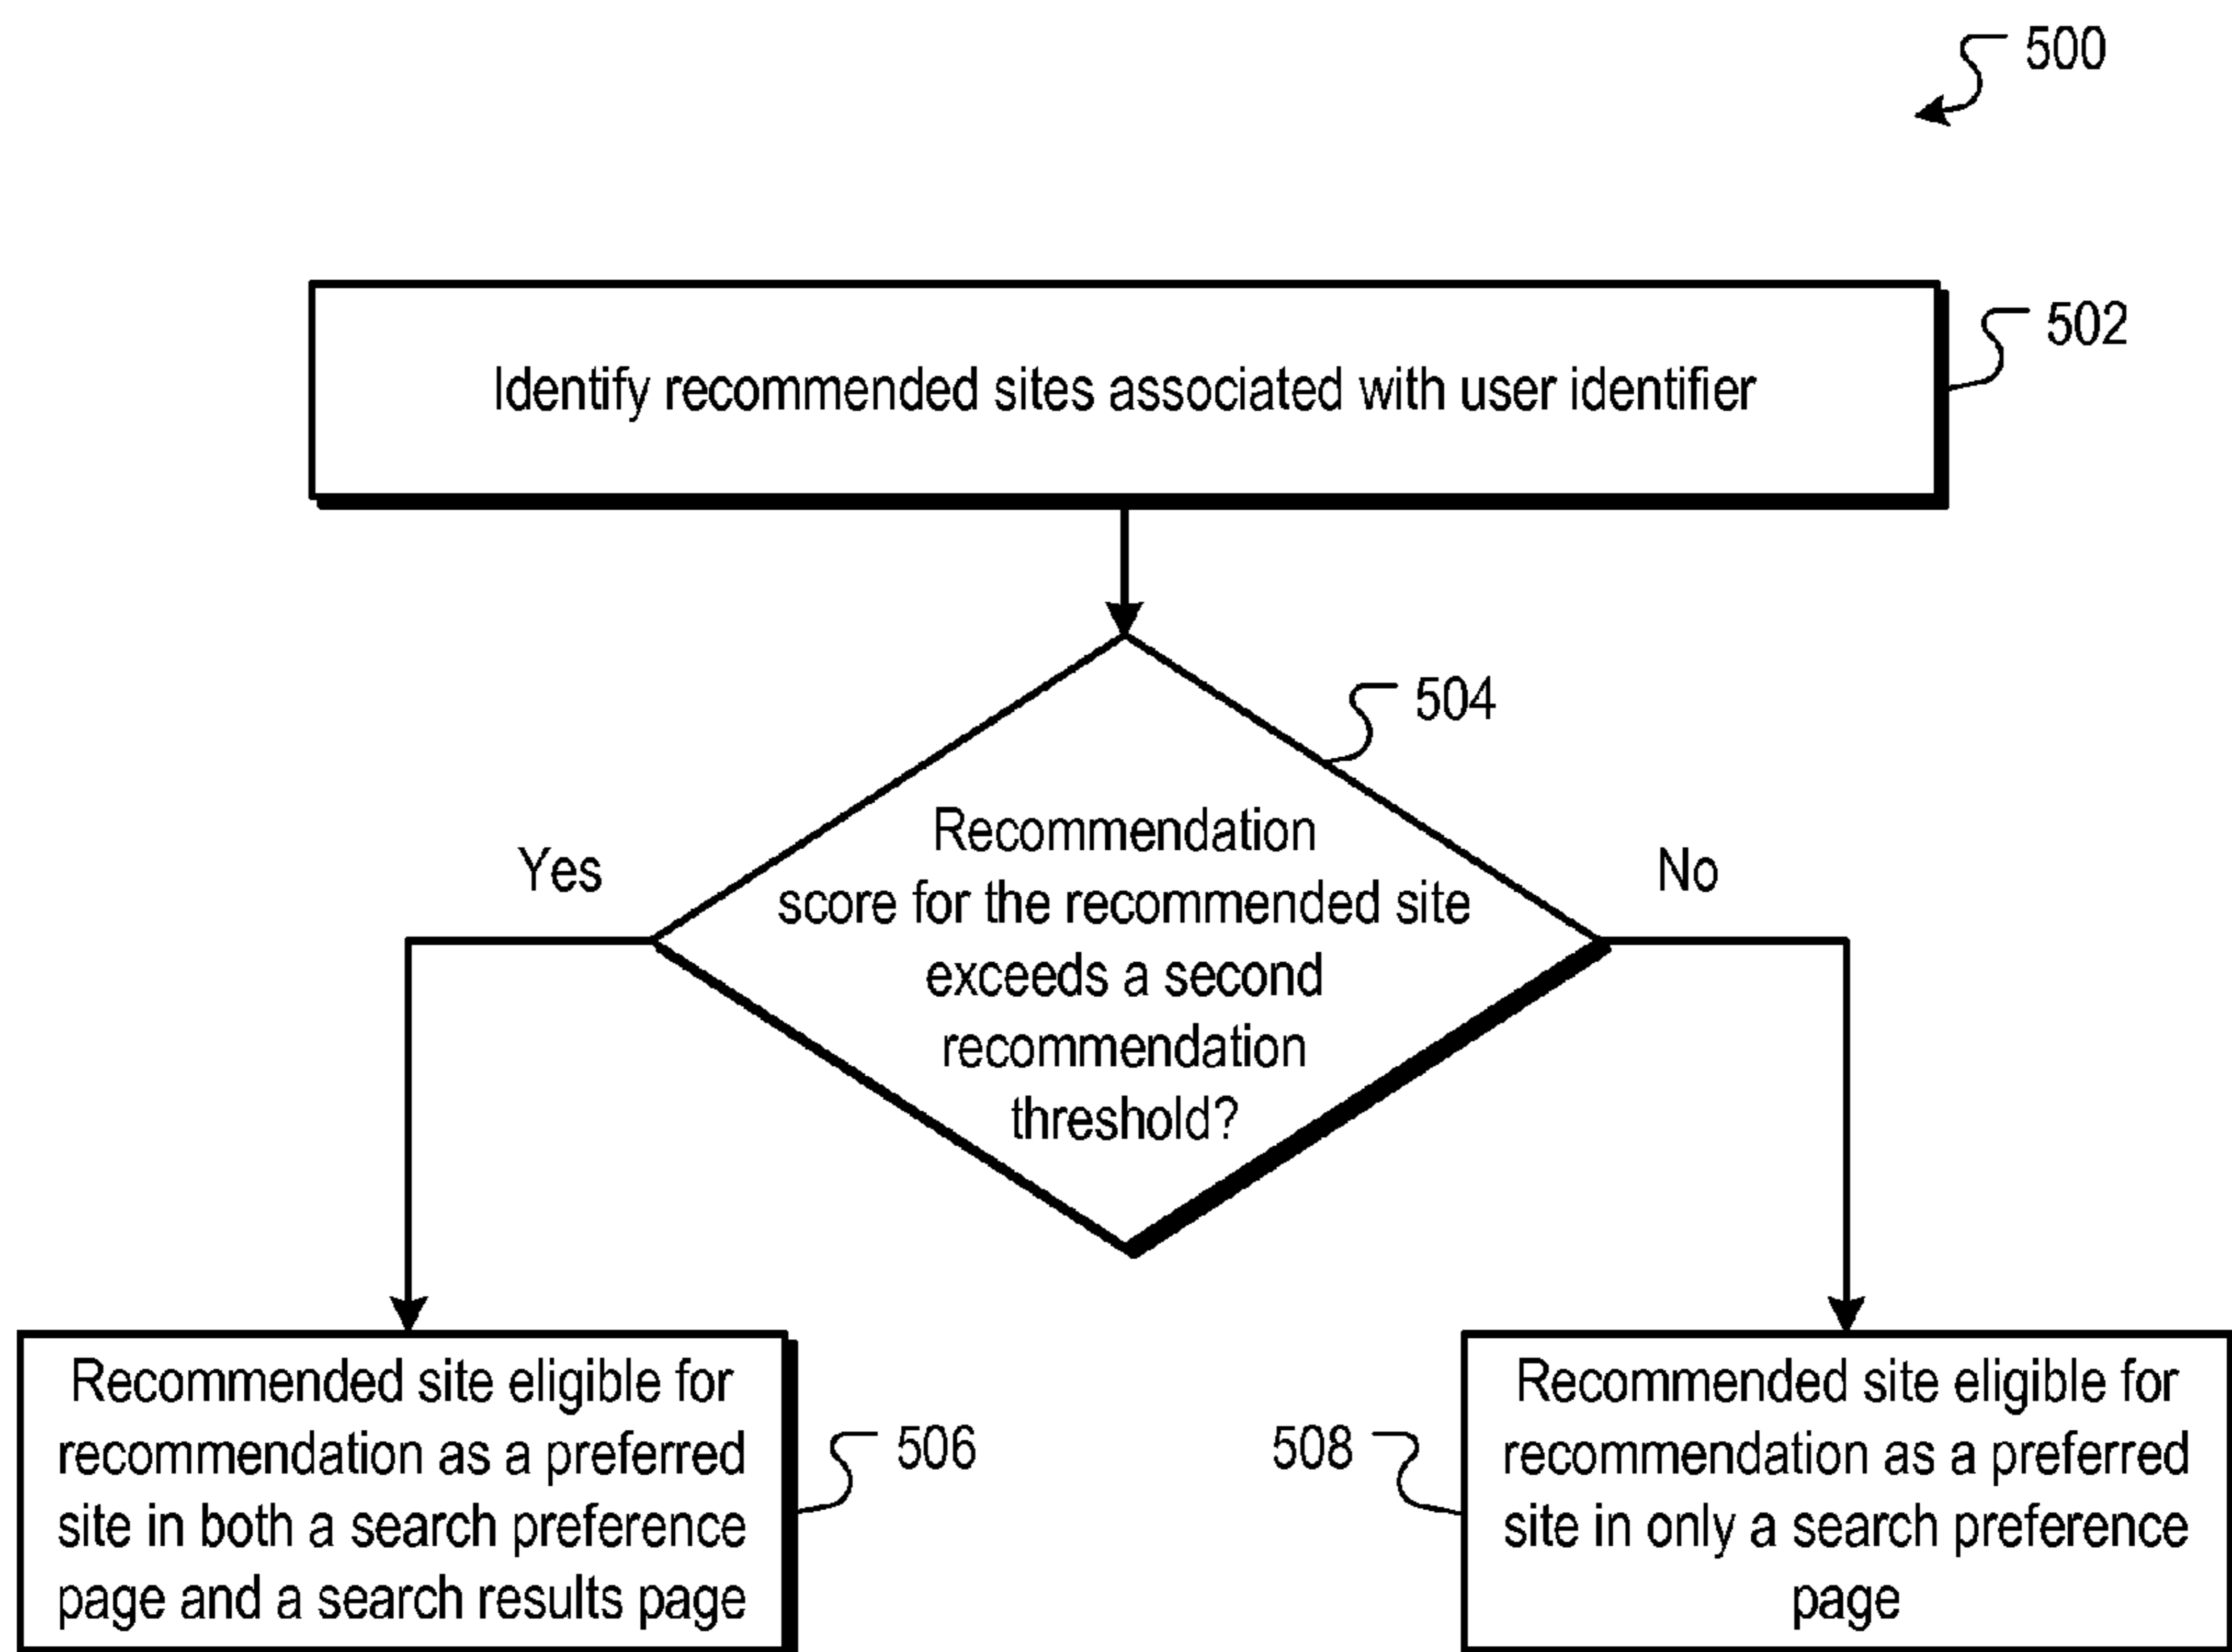 500
Identify recommended sites associated with user identifier
502
504
Recommendation
score for the recommended site
exceeds a second
recommendation
threshold?
Yes
No
Recommended site eligible for
recommendation as a preferred
site in both a search preference
page and a search results page
506
508
Recommended site eligible for
recommendation as a preferred
site in only a search preference
page